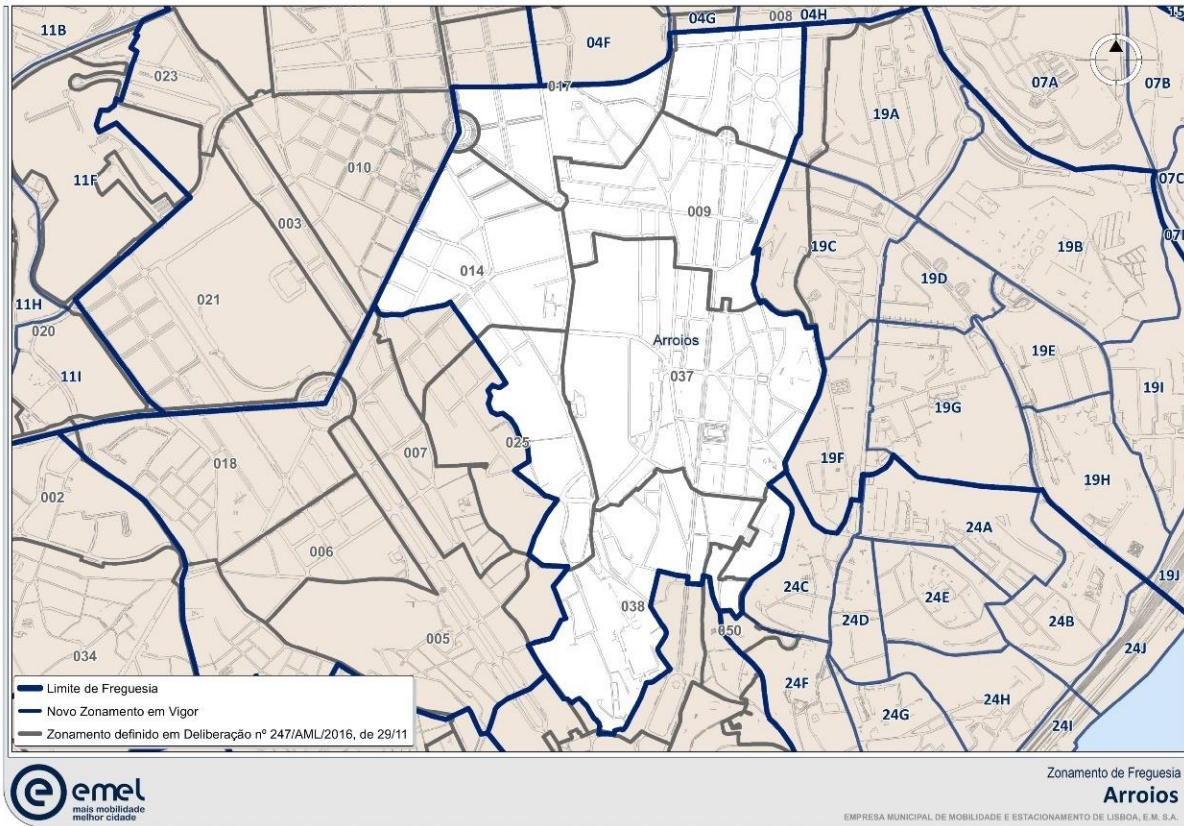 11B
04G
008
04H
15
04F
023
017
07A
07B
19A
010
11F
07C
003
009
07I
19C
19B
014
19D
021
11H
020
Arroios
19E
11I
037
19I
19G
025
007
19F
018
19H
002
24A
006
19J
24C
24E
038
24B
24D
050
005
24J
034
24F
24H
24G
24I
Limite de Freguesia
Novo Zonamento em Vigor
Zonamento definido em Deliberação nº 247/AML/2016, de 29/11
emel
mais mobilidade
melhor cidade
Zonamento de Freguesia
Arroios
EMPRESA MUNICIPAL DE MOBILIDADE E ESTACIONAMENTO DE LISBOA, E.M. S.A.